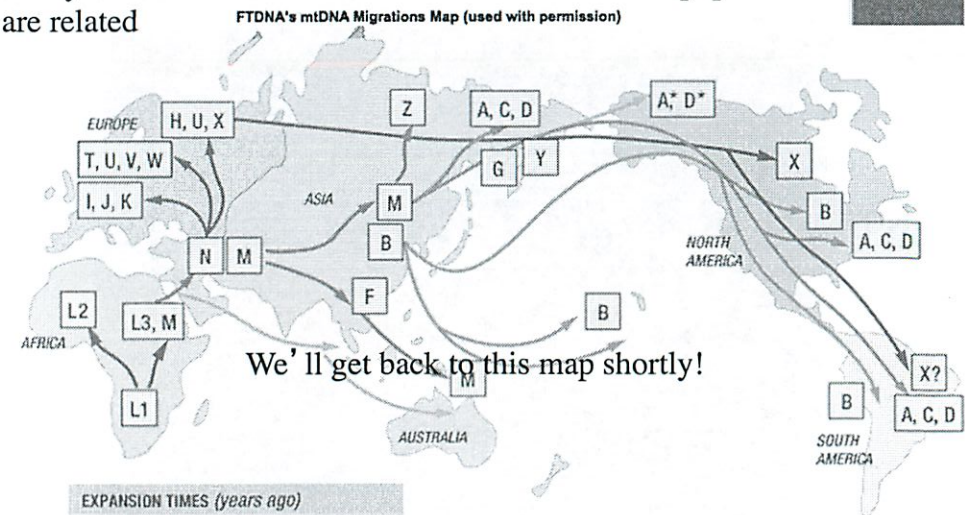 are related
FTDNA's mtDNA Migrations Map (used with permission)
Z
A, C, D
A,* D*
EUROPE
H, U, X
T, U, V, W
G
Y
X
I, J, K
ASIA
M
B
B
NORTH
AMERICA
A, C, D
N
M
F
B
L2
L3, M
AFRICA
We'll get back to this map shortly!
M
X?
L1
B
A, C, D
AUSTRALIA
SOUTH
AMERICA
EXPANSION TIMES (years ago)